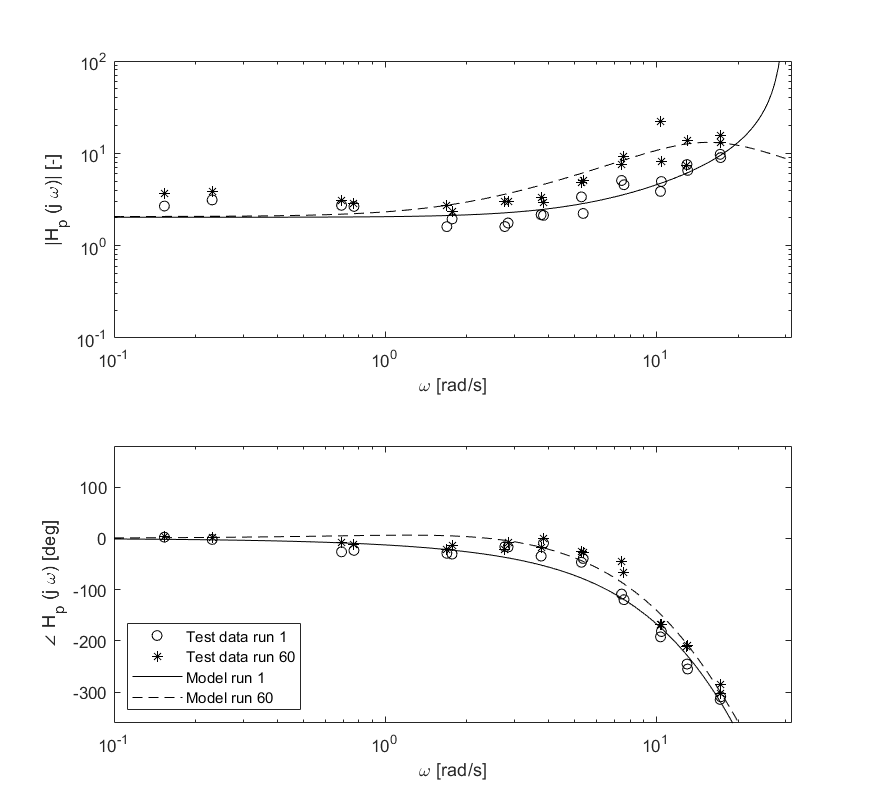 10^2
10^1
10^0
10^-1
|H_p (j ω)| [-]
10^-1 10^0 10^1
ω [rad/s]
100
0
-100
-200
-300
∠ H_p (j ω) [deg]
Test data run 1
Test data run 60
Model run 1
Model run 60
10^-1 10^0 10^1
ω [rad/s]